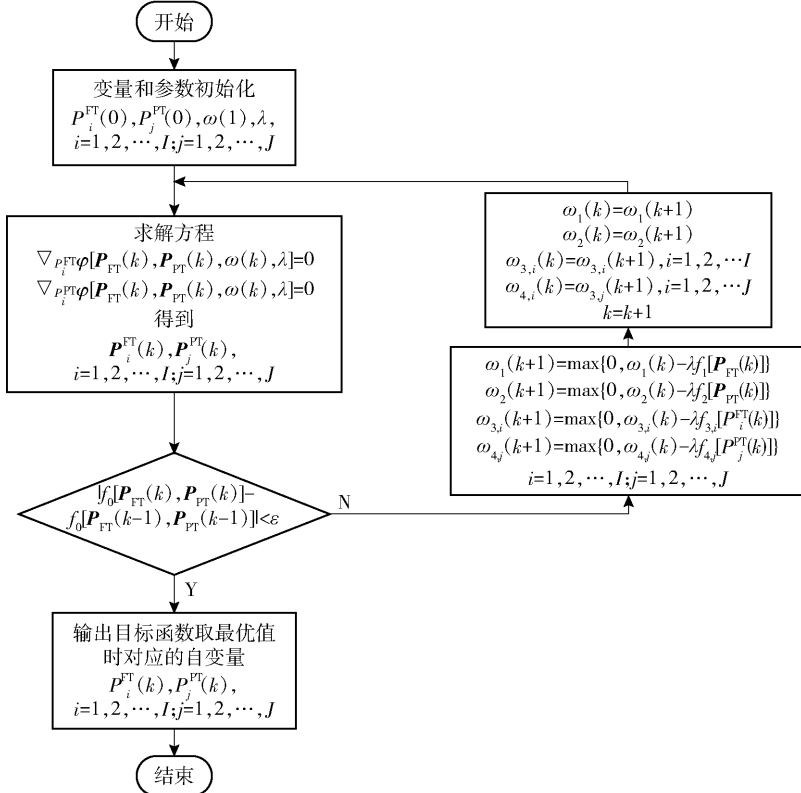 开始
变量和参数初始化
P_i^FT(0),P_j^PT(0),ω(1),λ,
i=1,2,⋯,I;j=1,2,⋯,J
求解方程
▽_{P_i^FT}φ[P_FT(k),P_PT(k),ω(k),λ]=0
▽_{P_i^PT}φ[P_FT(k),P_PT(k),ω(k),λ]=0
得到
P_i^FT(k),P_j^PT(k),
i=1,2,⋯,I;j=1,2,⋯,J
|f_0[P_FT(k),P_PT(k)]-
f_0[P_FT(k-1),P_PT(k-1)]|<ε
N
Y
ω_1(k+1)=max{0,ω_1(k)-λf_1[P_FT(k)]}
ω_2(k+1)=max{0,ω_2(k)-λf_2[P_PT(k)]}
ω_{3,i}(k+1)=max{0,ω_{3,i}(k)-λf_{3,i}[P_i^FT(k)]}
ω_{4,j}(k+1)=max{0,ω_{4,j}(k)-λf_{4,j}[P_j^PT(k)]}
i=1,2,⋯,I;j=1,2,⋯,J
ω_1(k)=ω_1(k+1)
ω_2(k)=ω_2(k+1)
ω_{3,i}(k)=ω_{3,i}(k+1),i=1,2,⋯I
ω_{4,i}(k)=ω_{3,j}(k+1),i=1,2,⋯J
k=k+1
输出目标函数取最优值
时对应的自变量
P_i^FT(k),P_j^PT(k),
i=1,2,⋯,I;j=1,2,⋯,J
结束